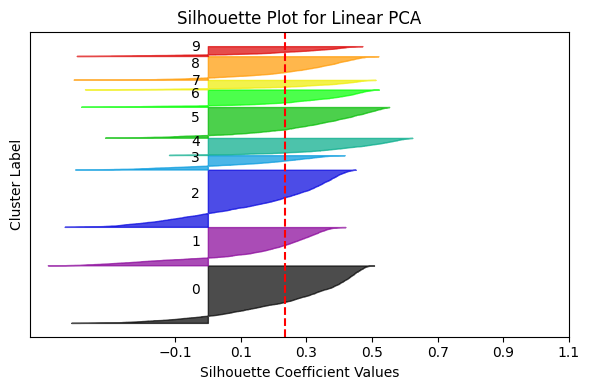 Silhouette Plot for Linear PCA
Cluster Label
9
8
7
6
5
4
3
2
1
0
−0.1 0.1 0.3 0.5 0.7 0.9 1.1
Silhouette Coefficient Values